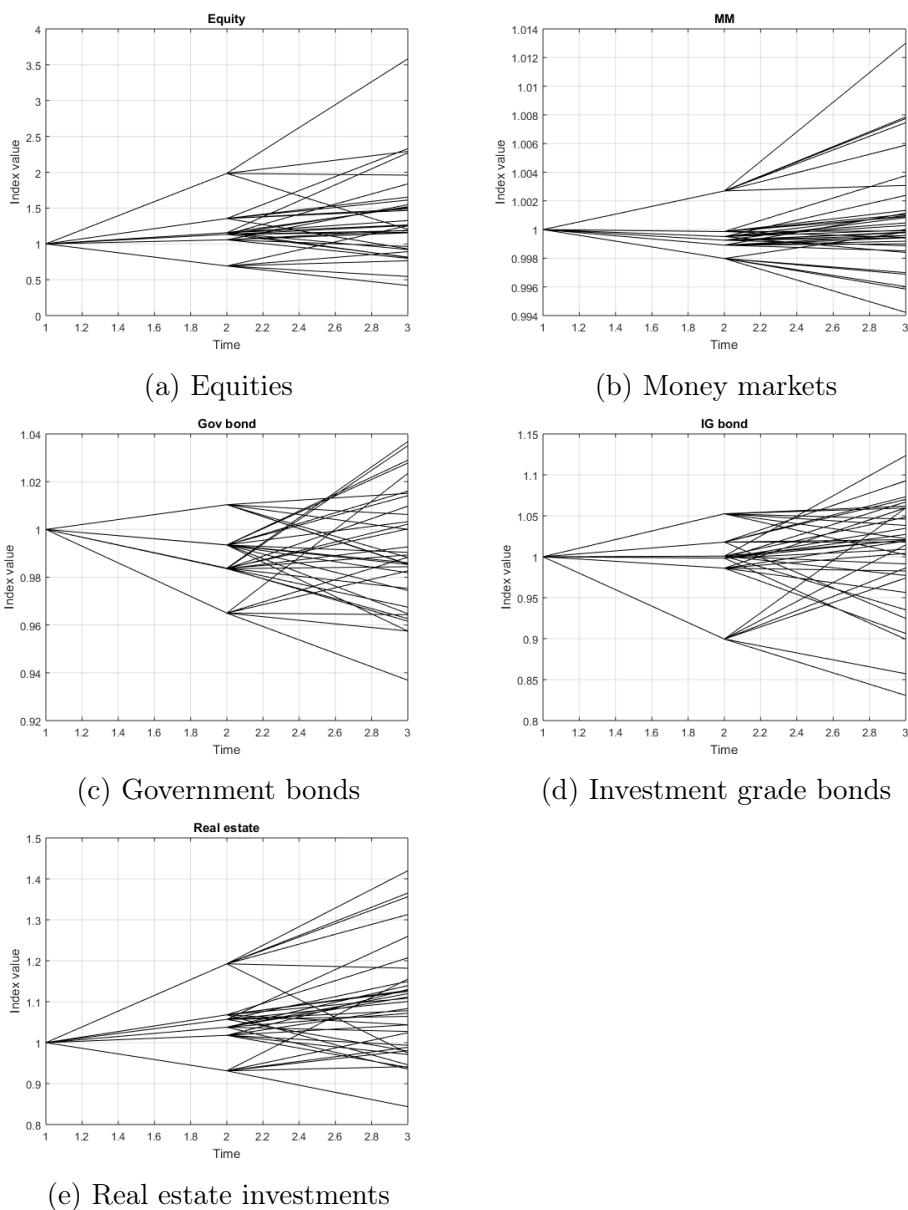 Equity
4
3.5
3
2.5
2
1.5
1
0.5
0
Index value
1 1.2 1.4 1.6 1.8 2 2.2 2.4 2.6 2.8 3
Time
(a) Equities
MM
1.014
1.012
1.01
1.008
1.006
1.004
1.002
1
0.998
0.996
0.994
Index value
1 1.2 1.4 1.6 1.8 2 2.2 2.4 2.6 2.8 3
Time
(b) Money markets
Gov bond
1.04
1.02
1
0.98
0.96
0.94
0.92
Index value
1 1.2 1.4 1.6 1.8 2 2.2 2.4 2.6 2.8 3
Time
(c) Government bonds
IG bond
1.15
1.1
1.05
1
0.95
0.9
0.85
0.8
Index value
1 1.2 1.4 1.6 1.8 2 2.2 2.4 2.6 2.8 3
Time
(d) Investment grade bonds
Real estate
1.5
1.4
1.3
1.2
1.1
1
0.9
0.8
Index value
1 1.2 1.4 1.6 1.8 2 2.2 2.4 2.6 2.8 3
Time
(e) Real estate investments